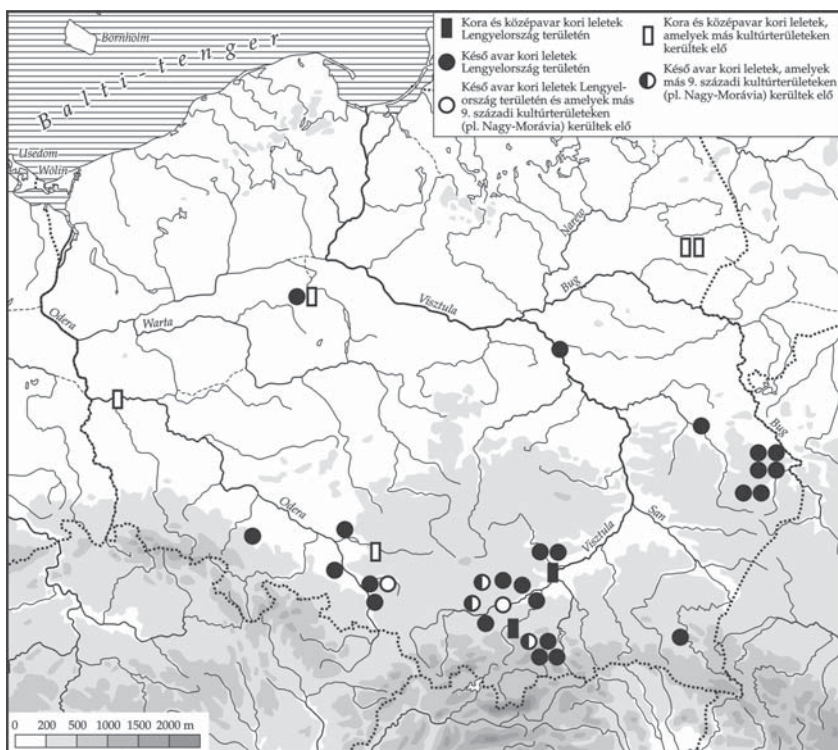 Bornholm
Balti-tenger
Usedom
Wolin
Kora és középavar kori leletek
Lengyelország területén
Késő avar kori leletek
Lengyelország területén
Késő avar kori leletek Lengyel-
ország területén és amelyek más
9. századi kultúrterületeken
(pl. Nagy-Morávia) kerültek elő
Kora és középavar kori leletek,
amelyek más kultúrterületeken
kerültek elő
Késő avar kori leletek, amelyek
más 9. századi kultúrterületeken
(pl. Nagy-Morávia) kerültek elő
Narew
Bug
Visztula
Warta
Odera
Bug
San
Odera
Visztula
0 200 500 1000 1500 2000 m